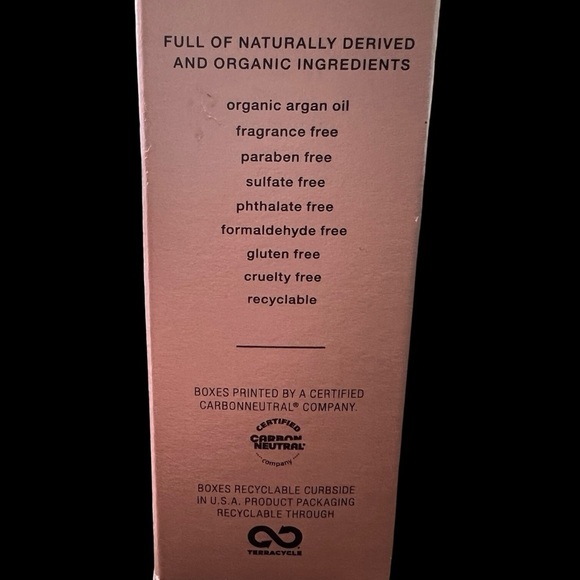 FULL OF NATURALLY DERIVED
AND ORGANIC INGREDIENTS
organic argan oil
fragrance free
paraben free
sulfate free
phthalate free
formaldehyde free
gluten free
cruelty free
recyclable
BOXES PRINTED BY A CERTIFIED
CARBONNEUTRAL® COMPANY.
CERTIFIED
CARBON
NEUTRAL
company
BOXES RECYCLABLE CURBSIDE
IN U.S.A. PRODUCT PACKAGING
RECYCLABLE THROUGH
TERRACYCLE